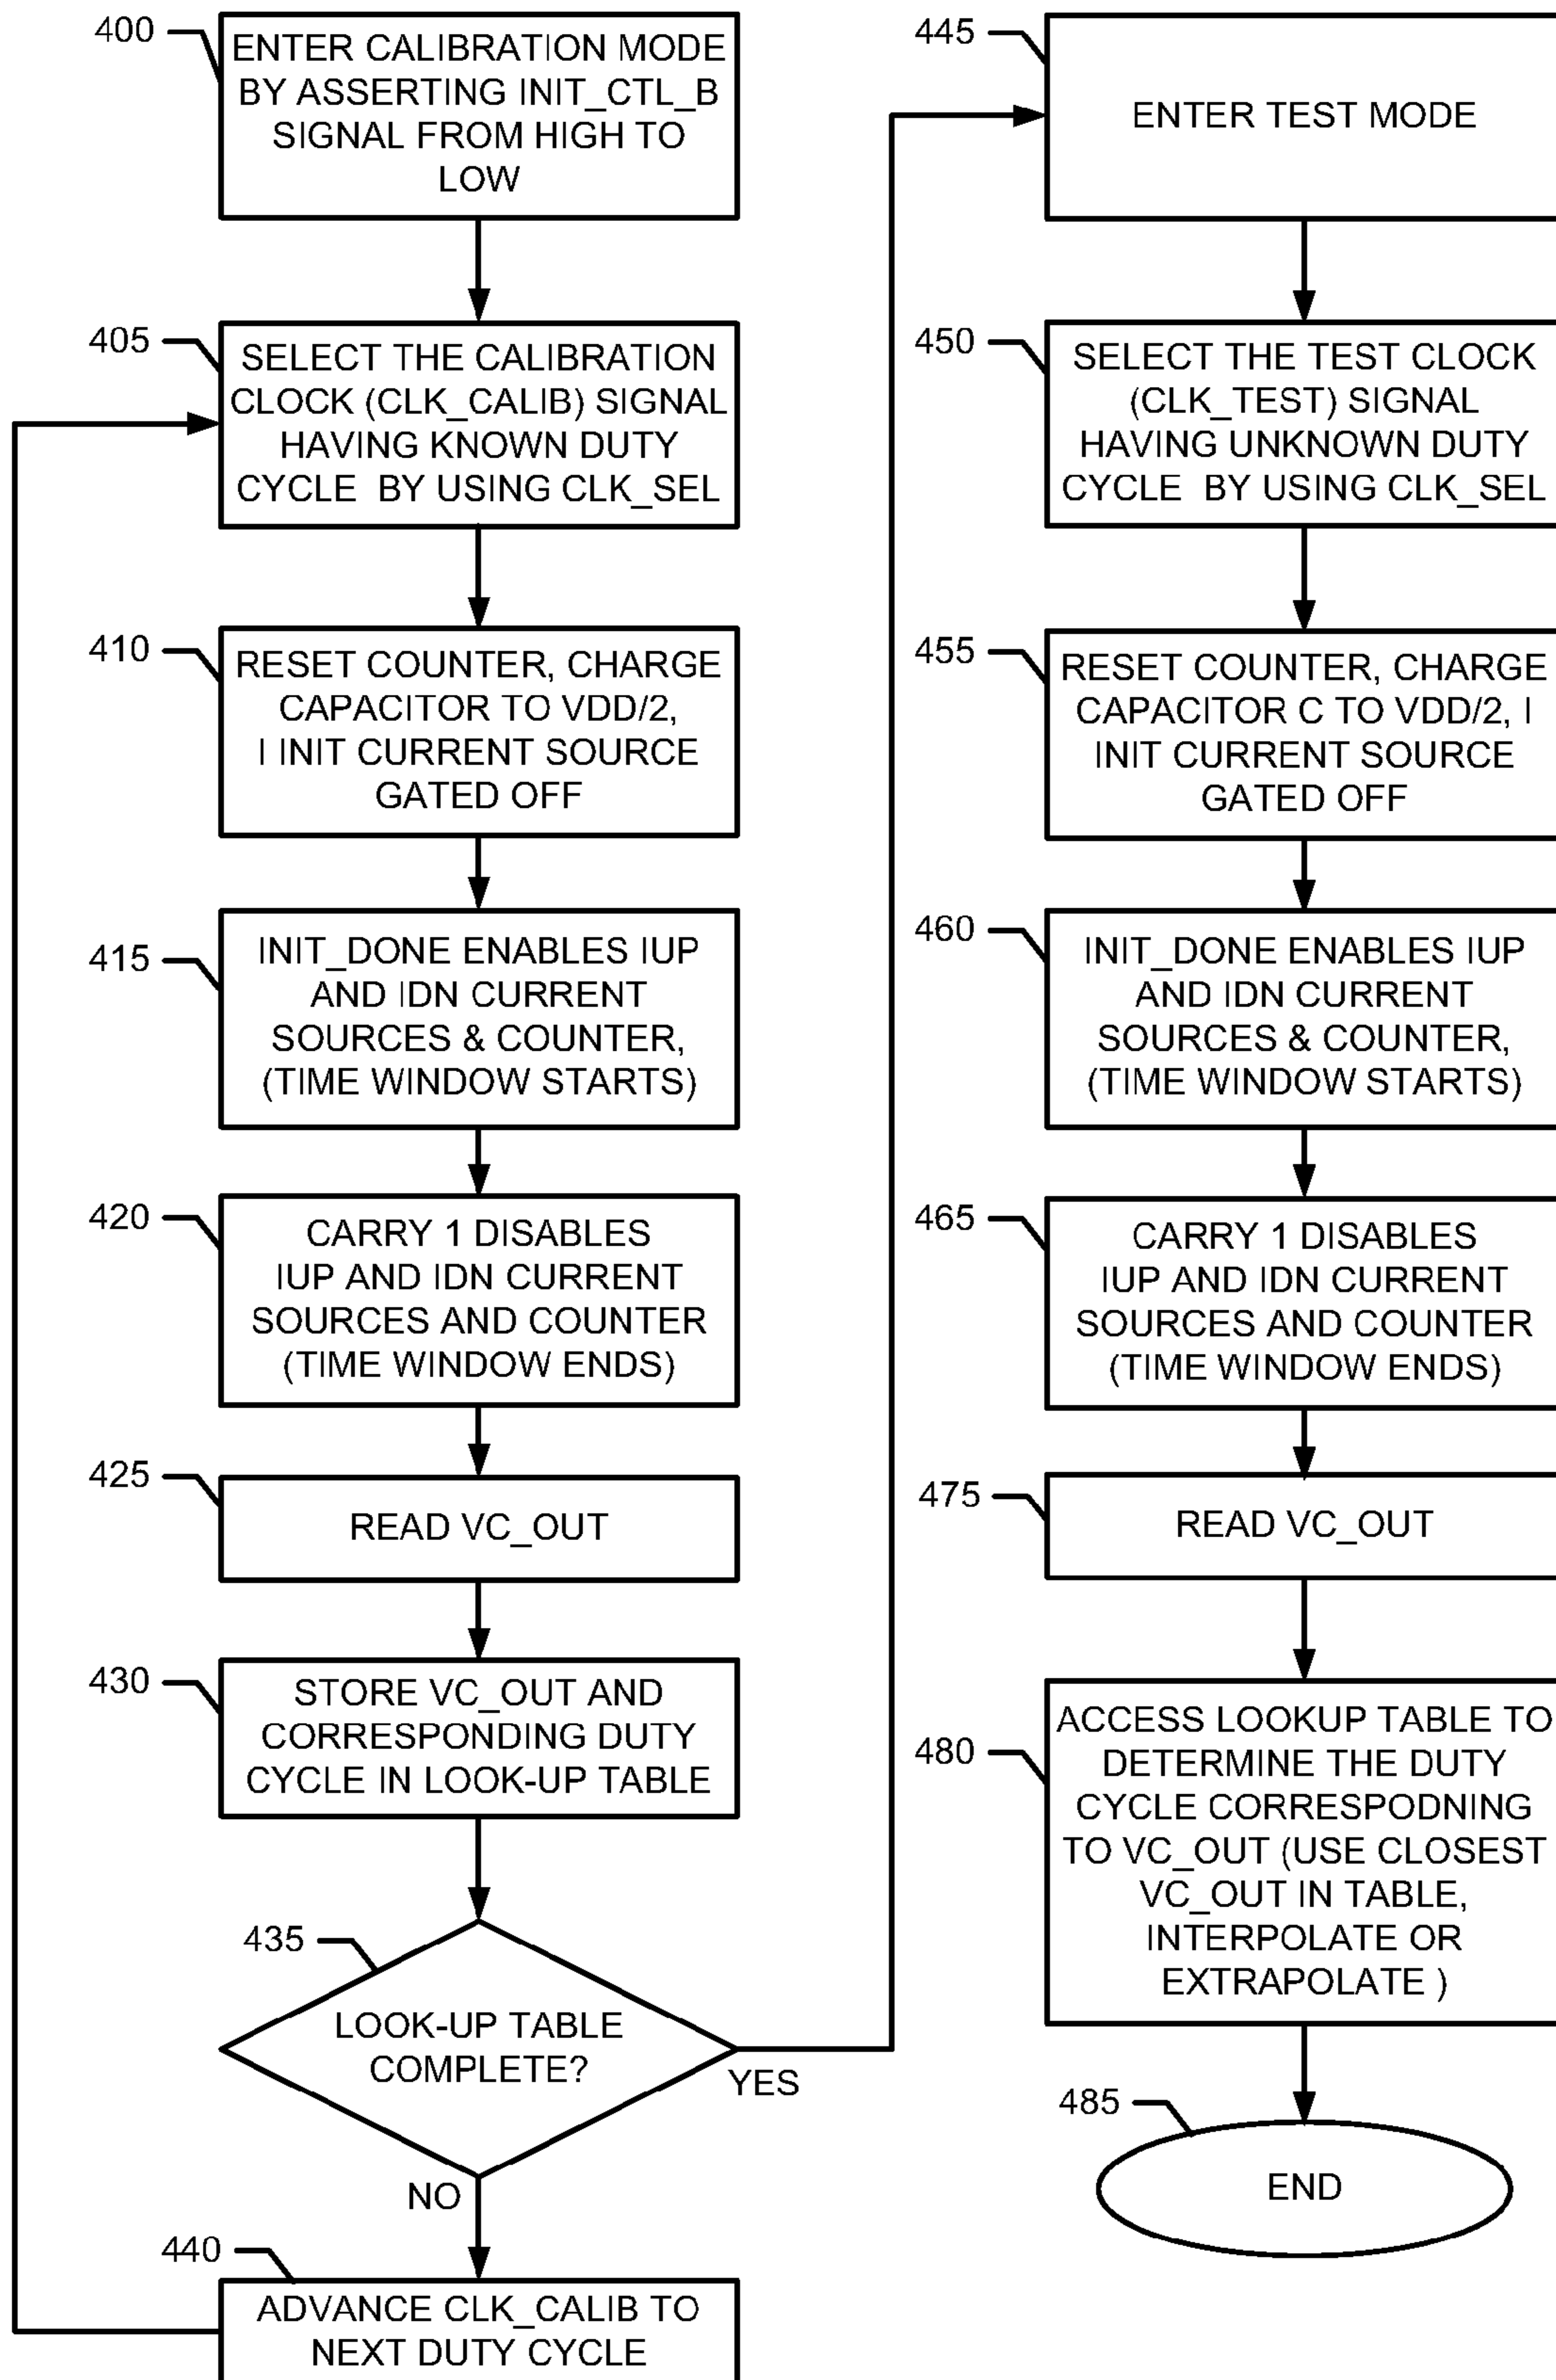 400
ENTER CALIBRATION MODE
BY ASSERTING INIT_CTL_B
SIGNAL FROM HIGH TO
LOW
405
SELECT THE CALIBRATION
CLOCK (CLK_CALIB) SIGNAL
HAVING KNOWN DUTY
CYCLE BY USING CLK_SEL
410
RESET COUNTER, CHARGE
CAPACITOR TO VDD/2,
I INIT CURRENT SOURCE
GATED OFF
415
INIT_DONE ENABLES IUP
AND IDN CURRENT
SOURCES & COUNTER,
(TIME WINDOW STARTS)
420
CARRY 1 DISABLES
IUP AND IDN CURRENT
SOURCES AND COUNTER
(TIME WINDOW ENDS)
425
READ VC_OUT
430
STORE VC_OUT AND
CORRESPONDING DUTY
CYCLE IN LOOK-UP TABLE
435
LOOK-UP TABLE
COMPLETE?
YES
NO
440
ADVANCE CLK_CALIB TO
NEXT DUTY CYCLE
445
ENTER TEST MODE
450
SELECT THE TEST CLOCK
(CLK_TEST) SIGNAL
HAVING UNKNOWN DUTY
CYCLE BY USING CLK_SEL
455
RESET COUNTER, CHARGE
CAPACITOR C TO VDD/2, I
INIT CURRENT SOURCE
GATED OFF
460
INIT_DONE ENABLES IUP
AND IDN CURRENT
SOURCES & COUNTER,
(TIME WINDOW STARTS)
465
CARRY 1 DISABLES
IUP AND IDN CURRENT
SOURCES AND COUNTER
(TIME WINDOW ENDS)
475
READ VC_OUT
480
ACCESS LOOKUP TABLE TO
DETERMINE THE DUTY
CYCLE CORRESPODNING
TO VC_OUT (USE CLOSEST
VC_OUT IN TABLE,
INTERPOLATE OR
EXTRAPOLATE )
485
END